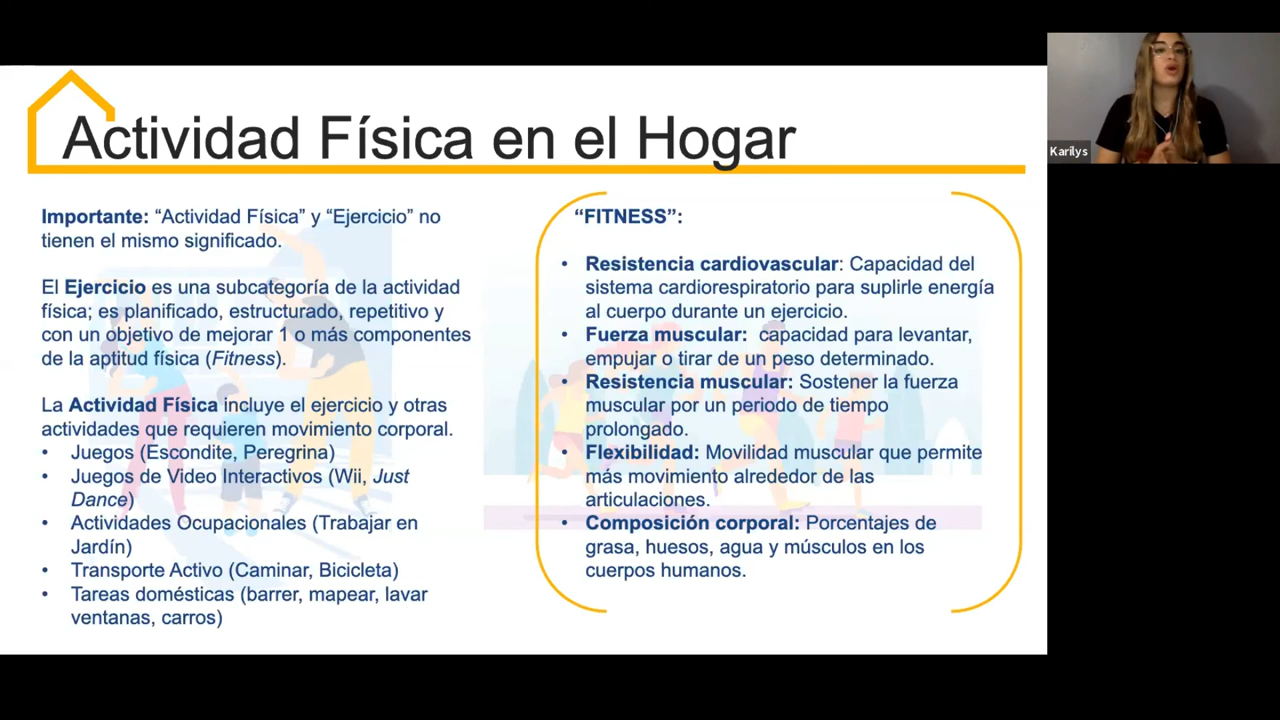 Actividad Física en el Hogar
Importante: “Actividad Física” y “Ejercicio” no
tienen el mismo significado.
El Ejercicio es una subcategoría de la actividad
física; es planificado, estructurado, repetitivo y
con un objetivo de mejorar 1 o más componentes
de la aptitud física (Fitness).
La Actividad Física incluye el ejercicio y otras
actividades que requieren movimiento corporal.
• Juegos (Escondite, Peregrina)
• Juegos de Video Interactivos (Wii, Just
Dance)
• Actividades Ocupacionales (Trabajar en
Jardín)
• Transporte Activo (Caminar, Bicicleta)
• Tareas domésticas (barrer, mapear, lavar
ventanas, carros)
“FITNESS”:
• Resistencia cardiovascular: Capacidad del
sistema cardiorespiratorio para suplirle energía
al cuerpo durante un ejercicio.
• Fuerza muscular: capacidad para levantar,
empujar o tirar de un peso determinado.
• Resistencia muscular: Sostener la fuerza
muscular por un periodo de tiempo
prolongado.
• Flexibilidad: Movilidad muscular que permite
más movimiento alrededor de las
articulaciones.
• Composición corporal: Porcentajes de
grasa, huesos, agua y músculos en los
cuerpos humanos.
Karilys